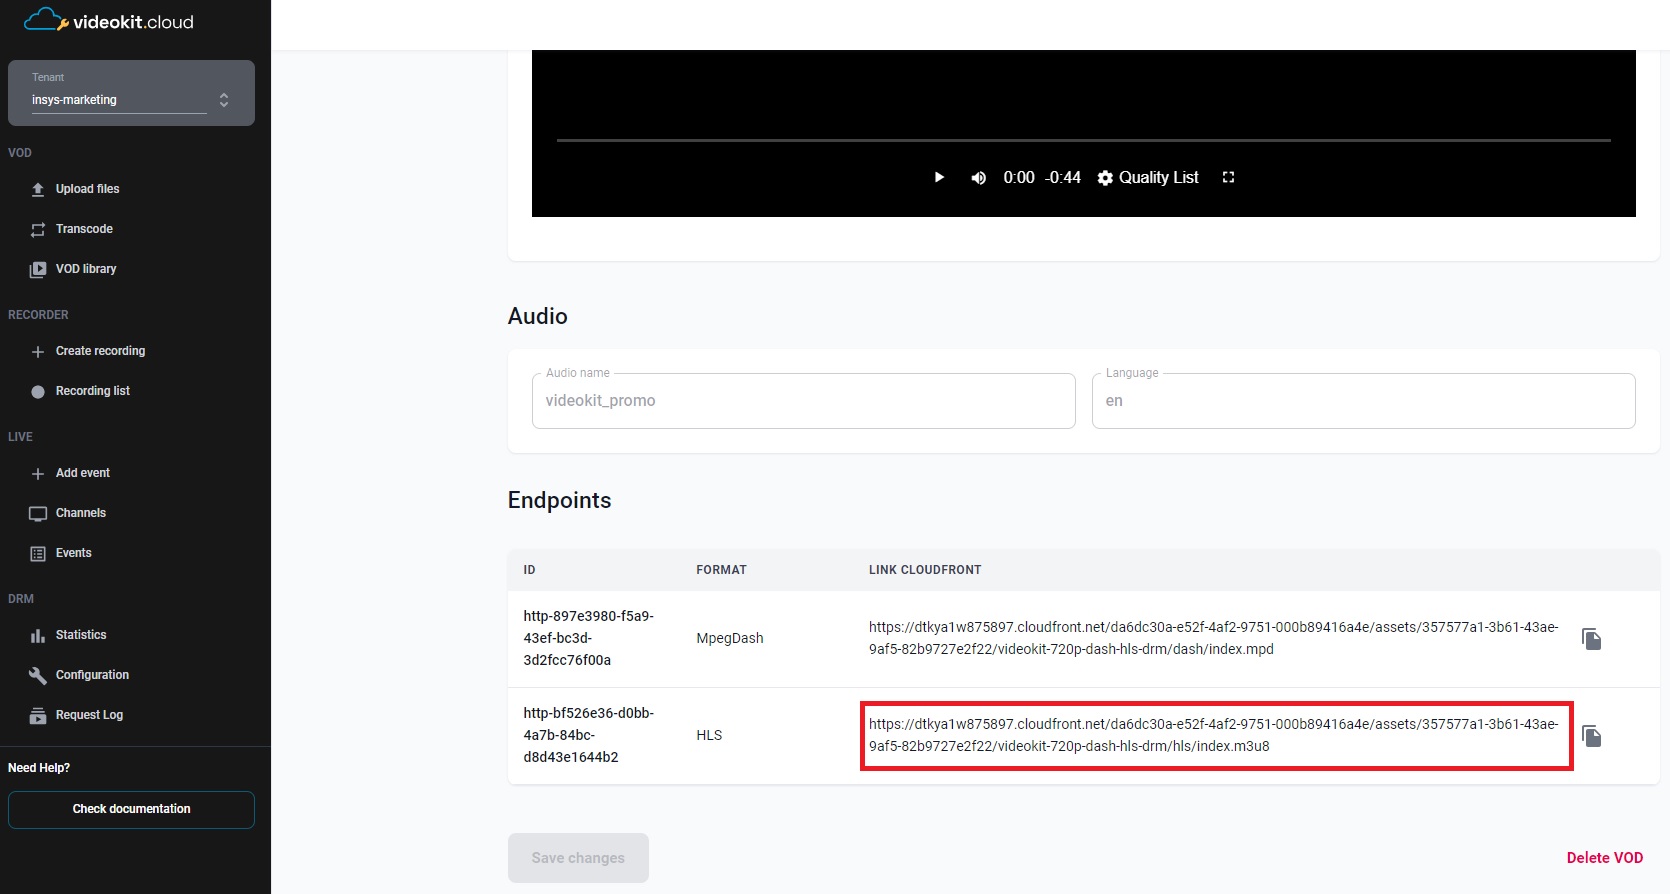 videokit.cloud
Tenant
insys-marketing
VOD
Upload files
Transcode
VOD library
RECORDER
Create recording
Recording list
LIVE
Add event
Channels
Events
DRM
Statistics
Configuration
Request Log
Need Help?
Check documentation
0:00 -0:44 Quality List
Audio
Audio name
videokit_promo
Language
en
Endpoints
ID FORMAT LINK CLOUDFRONT
http-897e3980-f5a9-
43ef-bc3d-
3d2fcc76f00a
MpegDash
https://dtkya1w875897.cloudfront.net/da6dc30a-e52f-4af2-9751-000b89416a4e/assets/357577a1-3b61-43ae-
9af5-82b9727e2f22/videokit-720p-dash-hls-drm/dash/index.mpd
http-bf526e36-d0bb-
4a7b-84bc-
d8d43e1644b2
HLS
https://dtkya1w875897.cloudfront.net/da6dc30a-e52f-4af2-9751-000b89416a4e/assets/357577a1-3b61-43ae-
9af5-82b9727e2f22/videokit-720p-dash-hls-drm/hls/index.m3u8
Save changes
Delete VOD